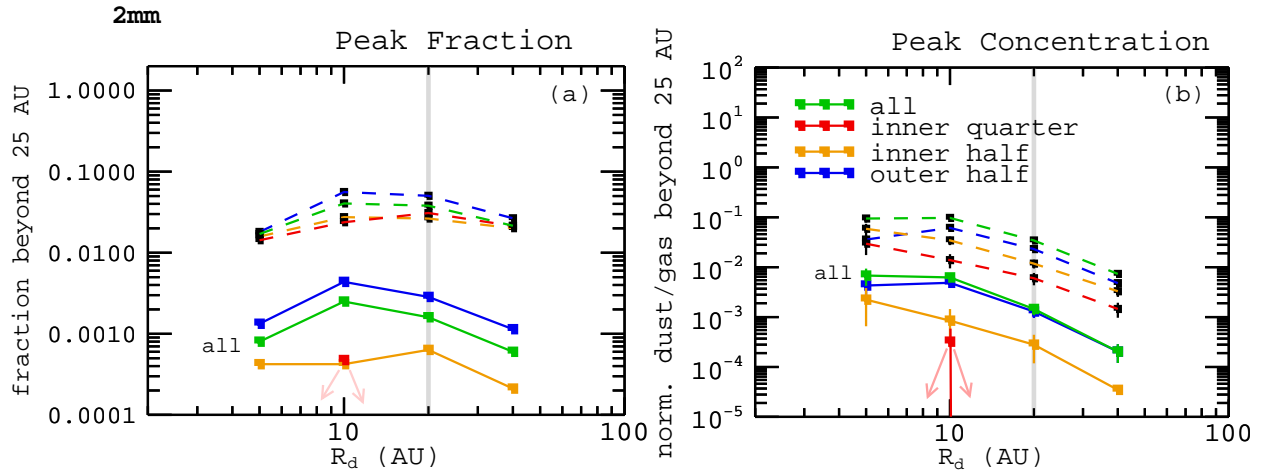 2mm
Peak Fraction
(a)
fraction beyond 25 AU
1.0000
0.1000
0.0100
0.0010
0.0001
all
10
100
R_d (AU)
Peak Concentration
(b)
norm. dust/gas beyond 25 AU
10^2
10^1
10^0
10^-1
10^-2
10^-3
10^-4
10^-5
all
inner quarter
inner half
outer half
all
10
100
R_d (AU)